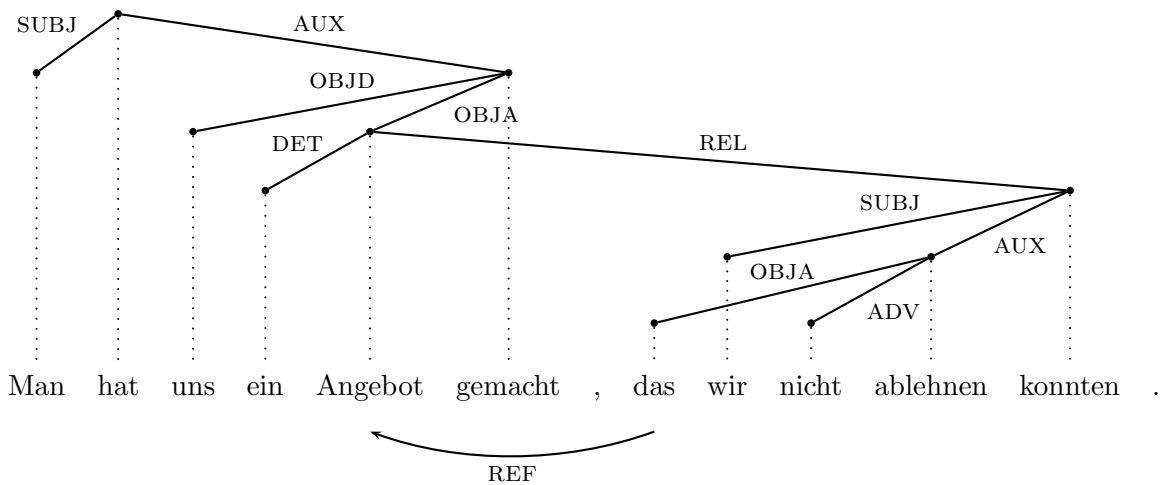 SUBJ AUX
OBJD
OBJA
DET
REL
SUBJ
AUX
OBJA
ADV
Man hat uns ein Angebot gemacht , das wir nicht ablehnen konnten .
REF